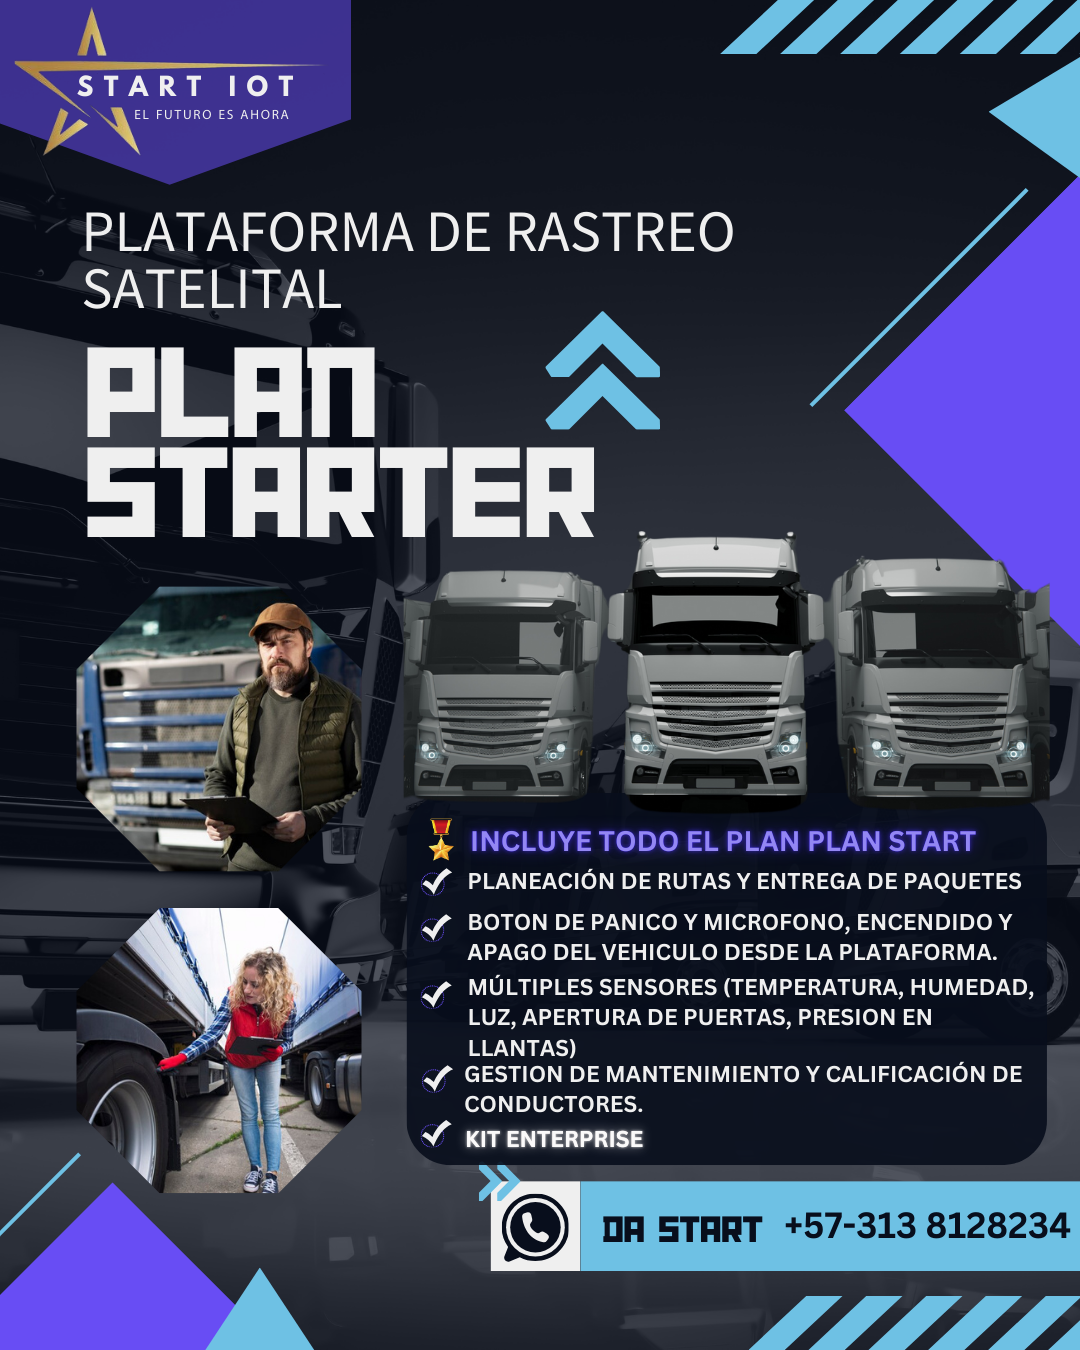 START IOT
EL FUTURO ES AHORA
PLATAFORMA DE RASTREO
SATELITAL
PLAN
STARTER
INCLUYE TODO EL PLAN PLAN START
PLANEACIÓN DE RUTAS Y ENTREGA DE PAQUETES
BOTON DE PANICO Y MICROFONO, ENCENDIDO Y
APAGO DEL VEHICULO DESDE LA PLATAFORMA.
MÚLTIPLES SENSORES (TEMPERATURA, HUMEDAD,
LUZ, APERTURA DE PUERTAS, PRESION EN
LLANTAS)
GESTION DE MANTENIMIENTO Y CALIFICACIÓN DE
CONDUCTORES.
KIT ENTERPRISE
DA START +57-313 8128234